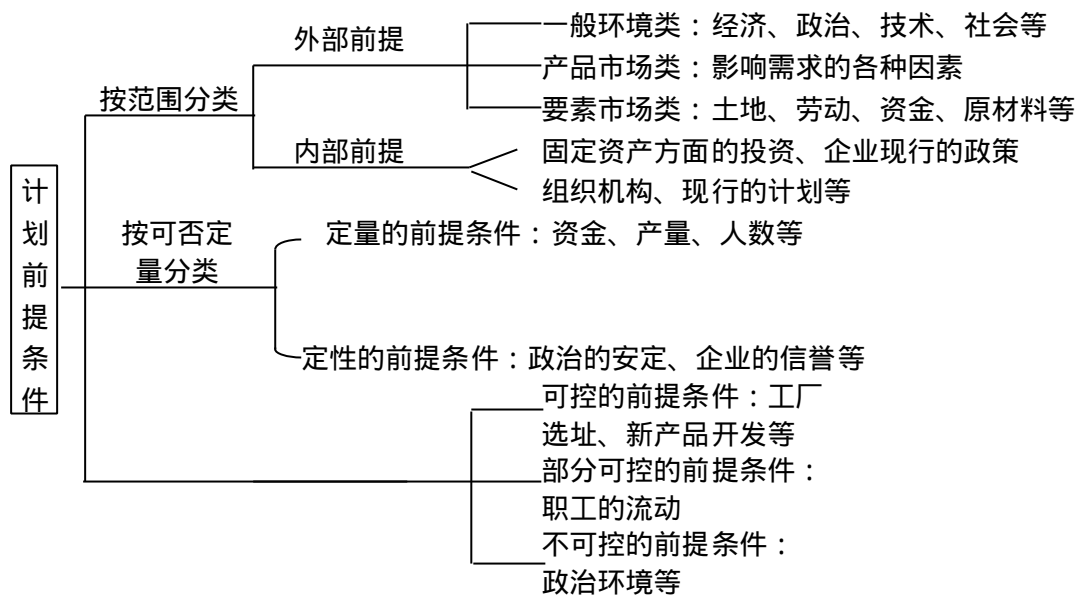 计划前提条件
按范围分类
外部前提
一般环境类：经济、政治、技术、社会等
产品市场类：影响需求的各种因素
要素市场类：土地、劳动、资金、原材料等
内部前提
固定资产方面的投资、企业现行的政策
组织机构、现行的计划等
按可否定
量分类
定量的前提条件：资金、产量、人数等
定性的前提条件：政治的安定、企业的信誉等
可控的前提条件：工厂
选址、新产品开发等
部分可控的前提条件：
职工的流动
不可控的前提条件：
政治环境等